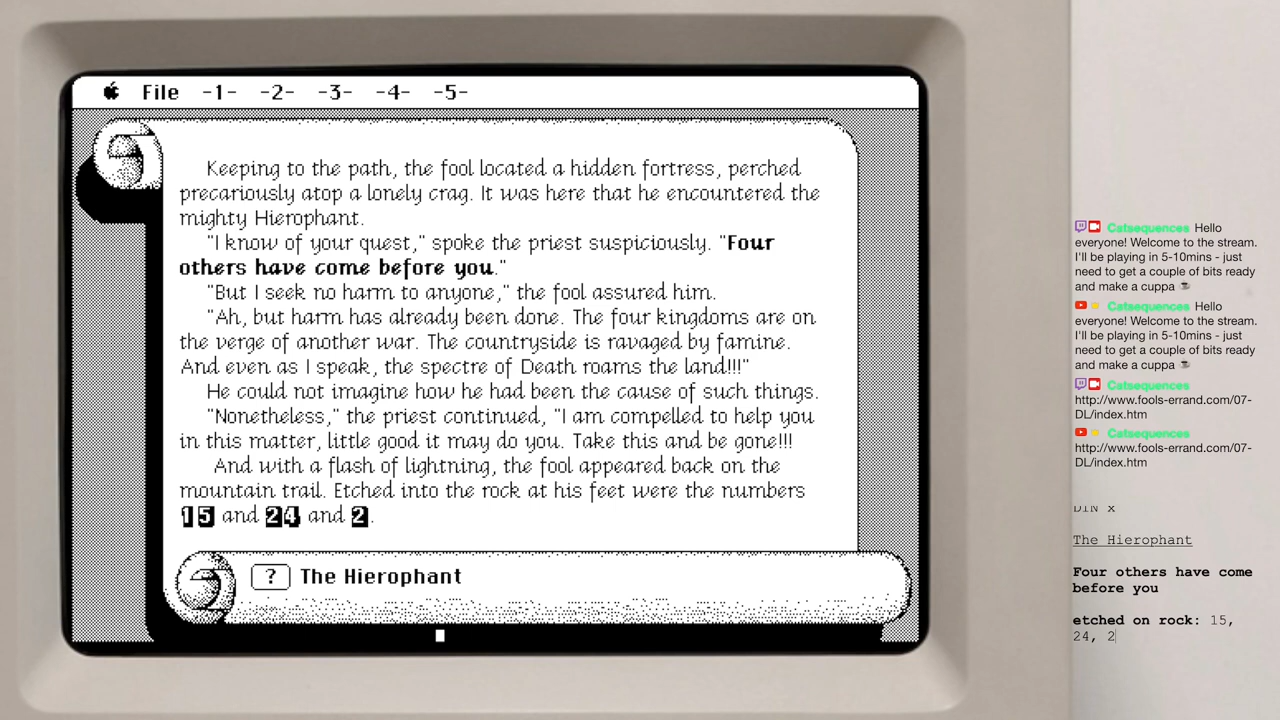 File -1- -2- -3- -4- -5-
Keeping to the path, the fool located a hidden fortress, perched
precariously atop a lonely crag. It was here that he encountered the
mighty Hierophant.
"I know of your quest," spoke the priest suspiciously. "Four
others have come before you."
"But I seek no harm to anyone," the fool assured him.
"Ah, but harm has already been done. The four kingdoms are on
the verge of another war. The countryside is ravaged by famine.
And even as I speak, the spectre of Death roams the land!!!"
He could not imagine how he had been the cause of such things.
"Nonetheless," the priest continued, "I am compelled to help you
in this matter, little good it may do you. Take this and be gone!!!
And with a flash of lightning, the fool appeared back on the
mountain trail. Etched into the rock at his feet were the numbers
15 and 24 and 2.
? The Hierophant
Catsequences Hello
everyone! Welcome to the stream.
I'll be playing in 5-10mins - just
need to get a couple of bits ready
and make a cuppa
Catsequences Hello
everyone! Welcome to the stream.
I'll be playing in 5-10mins - just
need to get a couple of bits ready
and make a cuppa
Catsequences
http://www.fools-errand.com/07-
DL/index.htm
Catsequences
http://www.fools-errand.com/07-
DL/index.htm
The Hierophant
Four others have come
before you
etched on rock: 15,
24, 2